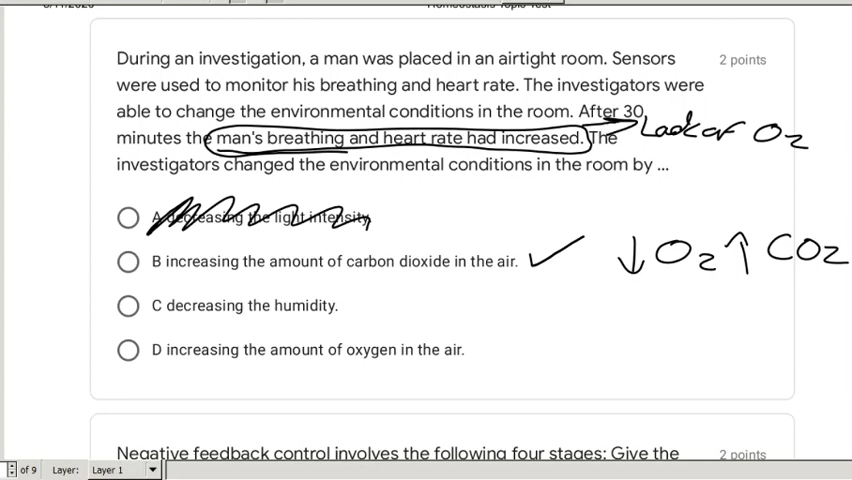 During an investigation, a man was placed in an airtight room. Sensors
2 points
were used to monitor his breathing and heart rate. The investigators were
able to change the environmental conditions in the room. After 30
minutes the man's breathing and heart rate had increased. The
Lack of O2
investigators changed the environmental conditions in the room by ...
A decreasing the light intensity,
B increasing the amount of carbon dioxide in the air.
↓ O2 ↑ CO2
C decreasing the humidity.
D increasing the amount of oxygen in the air.
Negative feedback control involves the following four stages: Give the
2 points
of 9 Layer: Layer 1